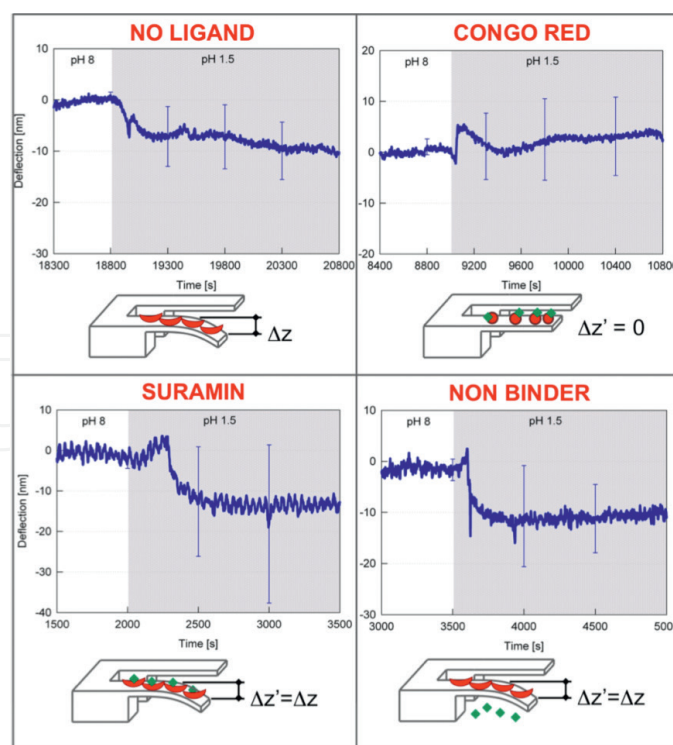 NO LIGAND
CONGO RED
10
0
-10
-20
-30
Deflection [nm]
pH 8
pH 1.5
18300 18800 19300 19800 20300 20800
Time [s]
Δz
20
10
0
-10
-20
pH 8
pH 1.5
8400 8800 9200 9600 10000 10400 1080
Time [s]
Δz' = 0
SURAMIN
NON BINDER
10
0
-10
-20
-30
-40
Deflection [nm]
pH 8
pH 1.5
1500 2000 2500 3000 3500
Time [s]
Δz'=Δz
10
0
-10
-20
-30
pH 8
pH 1.5
3000 3500 4000 4500 500
Time [s]
Δz'=Δz